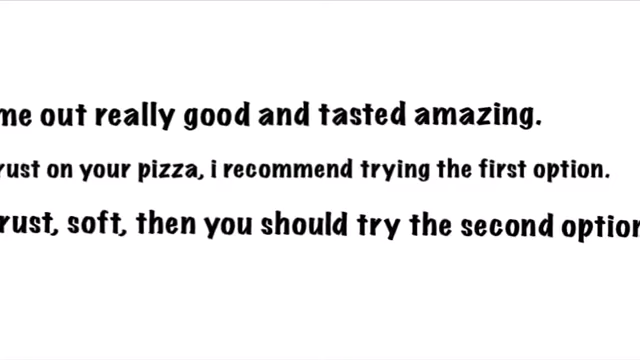 me out really good and tasted amazing.
rust on your pizza, i recommend trying the first option.
rust, soft, then you should try the second option